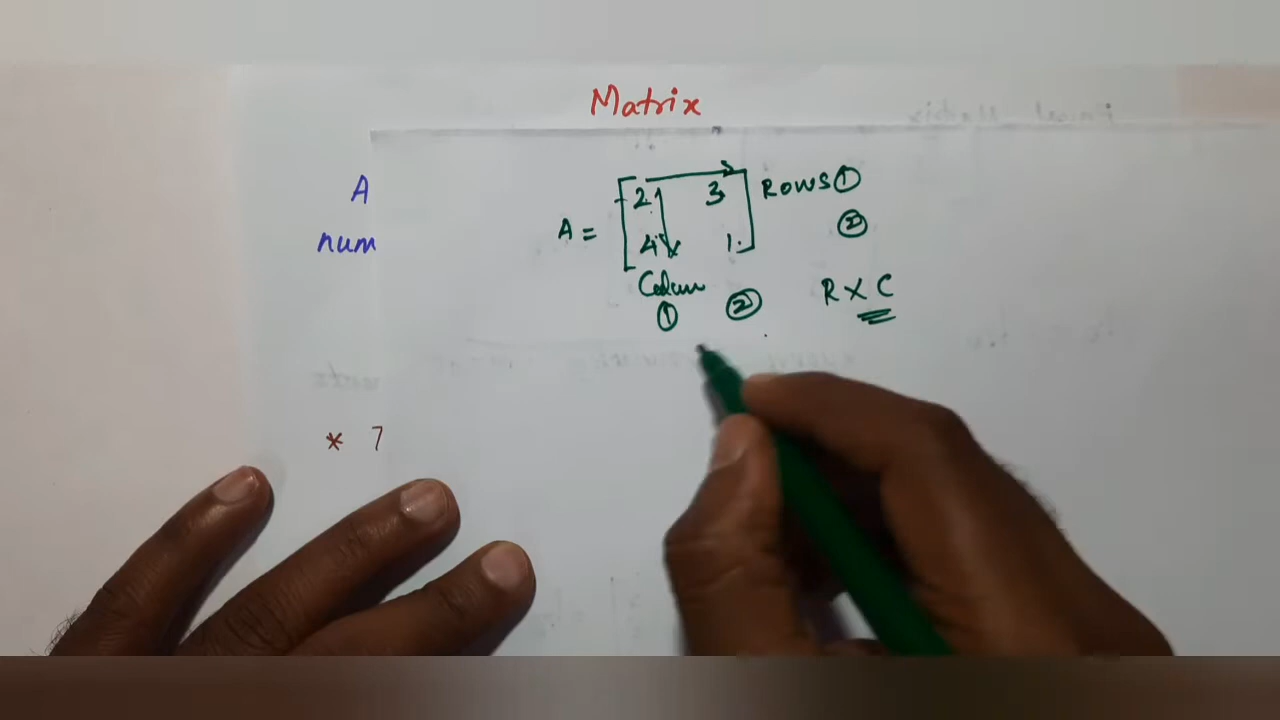 Matrix
A
num
A = [2 3 Rows ①
4 1] ②
Colum
① ② R X C
* 7